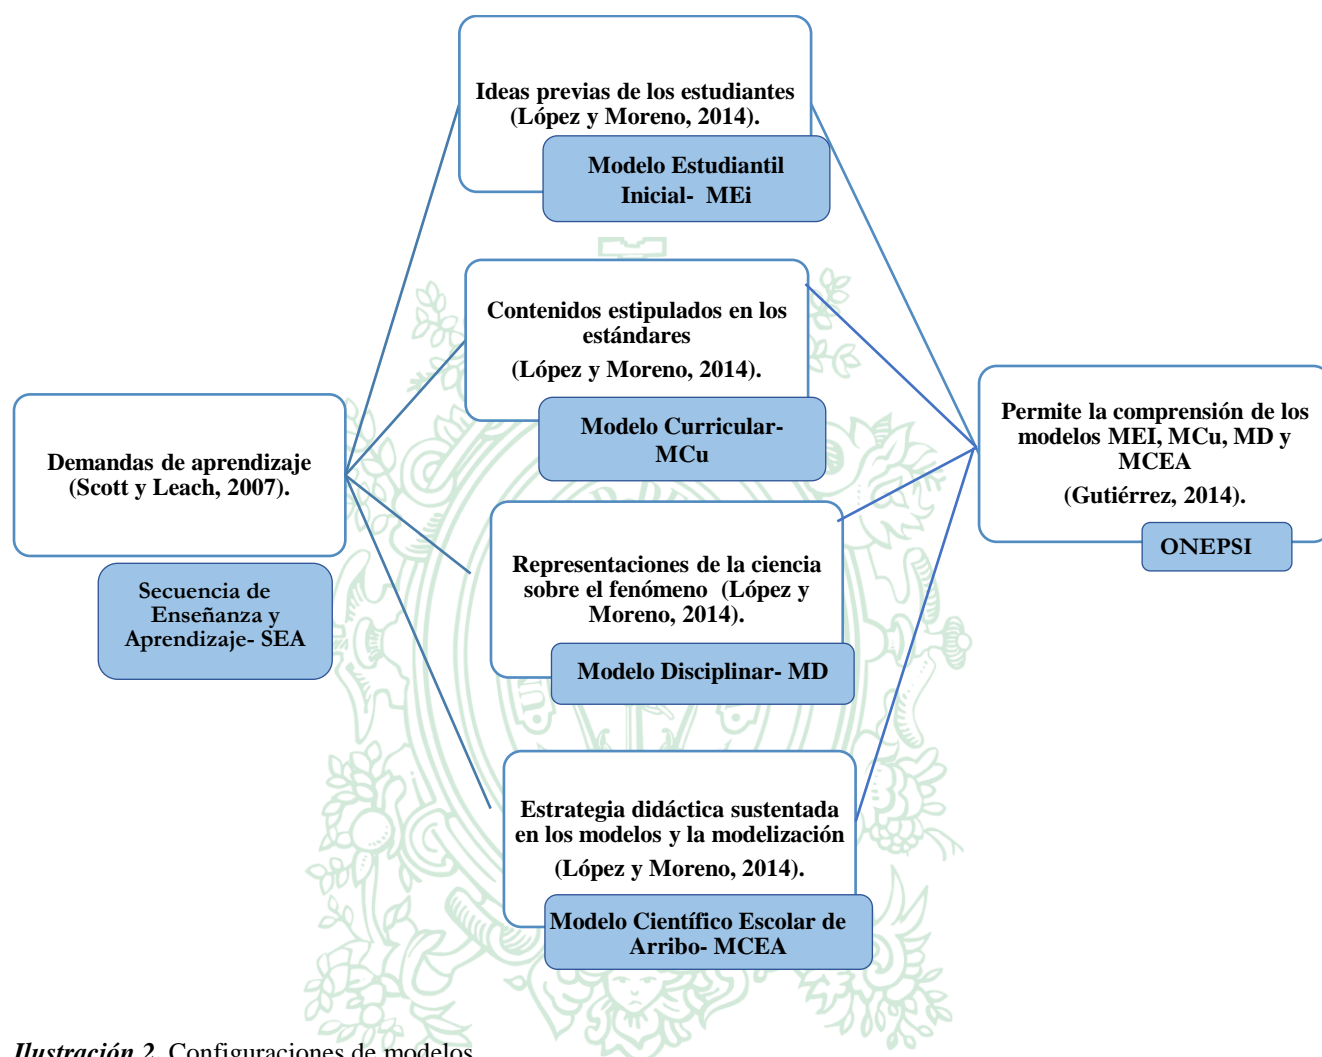 Ideas previas de los estudiantes
(López y Moreno, 2014).
Modelo Estudiantil
Inicial- MEi
Contenidos estipulados en los
estándares
(López y Moreno, 2014).
Modelo Curricular-
MCu
Demandas de aprendizaje
(Scott y Leach, 2007).
Secuencia de
Enseñanza y
Aprendizaje- SEA
Representaciones de la ciencia
sobre el fenómeno (López y
Moreno, 2014).
Modelo Disciplinar- MD
Estrategia didáctica sustentada
en los modelos y la modelización
(López y Moreno, 2014).
Modelo Científico Escolar de
Arribo- MCEA
Permite la comprensión de los
modelos MEI, MCu, MD y
MCEA
(Gutiérrez, 2014).
ONEPSI
Ilustración 2. Configuraciones de modelos